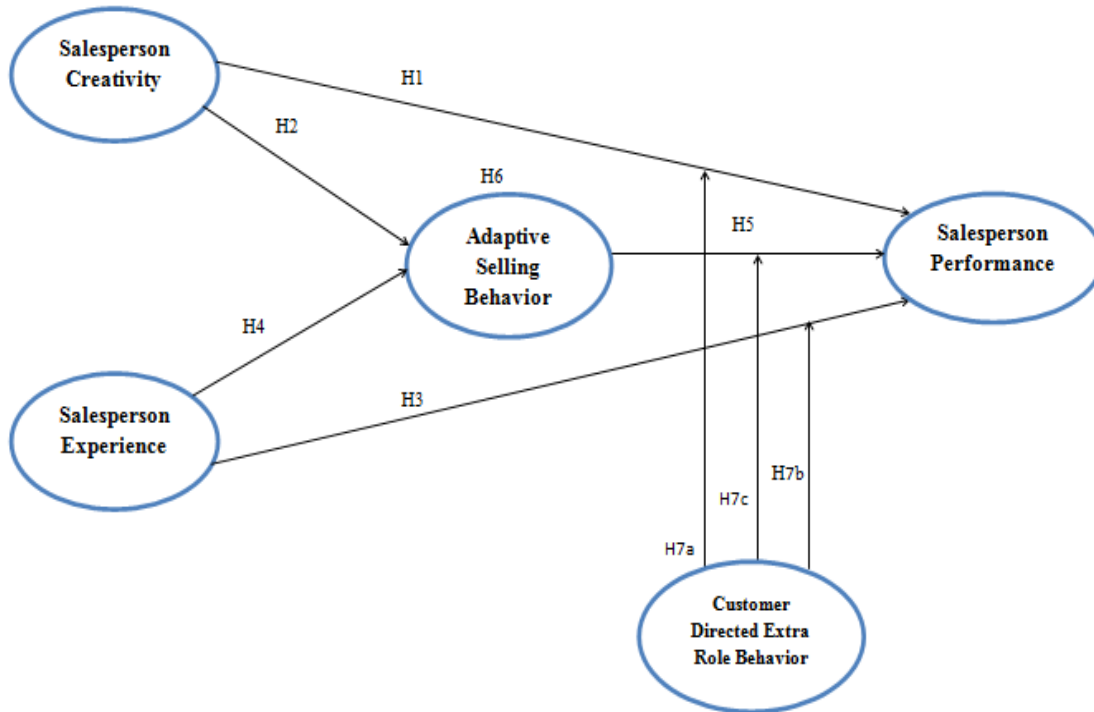 Salesperson
Creativity
H1
H2
H6
Adaptive
Selling
Behavior
H5
Salesperson
Performance
H4
Salesperson
Experience
H3
H7b
H7c
H7a
Customer
Directed Extra
Role Behavior